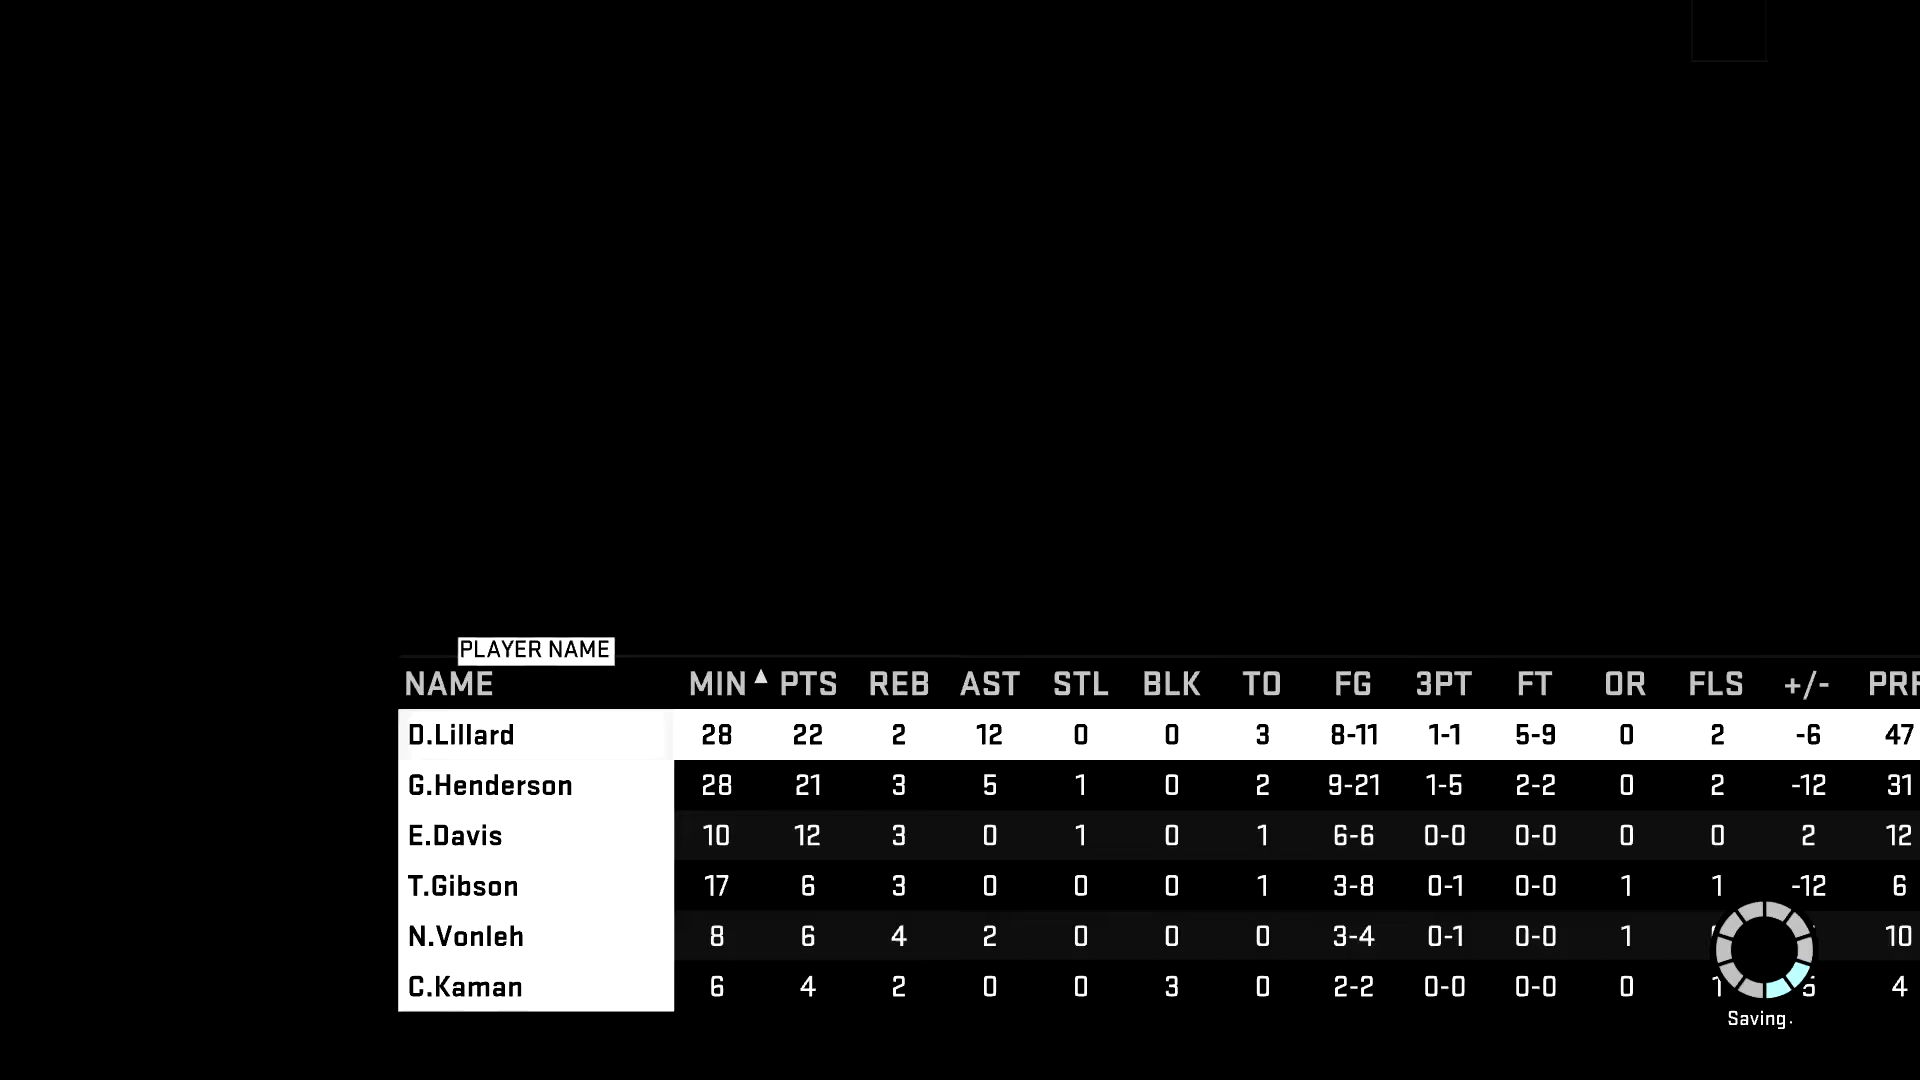 PLAYER NAME
NAME MIN ▲ PTS REB AST STL BLK TO FG 3PT FT OR FLS +/-
D.Lillard 28 22 2 12 0 0 3 8-11 1-1 5-9 0 2 -6 47
G.Henderson 28 21 3 5 1 0 2 9-21 1-5 2-2 0 2 -12 31
E.Davis 10 12 3 0 1 0 1 6-6 0-0 0-0 0 0 2 12
T.Gibson 17 6 3 0 0 0 1 3-8 0-1 0-0 1 1 -12 6
N.Vonleh 8 6 4 2 0 0 0 3-4 0-1 0-0 1 10
C.Kaman 6 4 2 0 0 3 0 2-2 0-0 0-0 0 1 4
Saving.